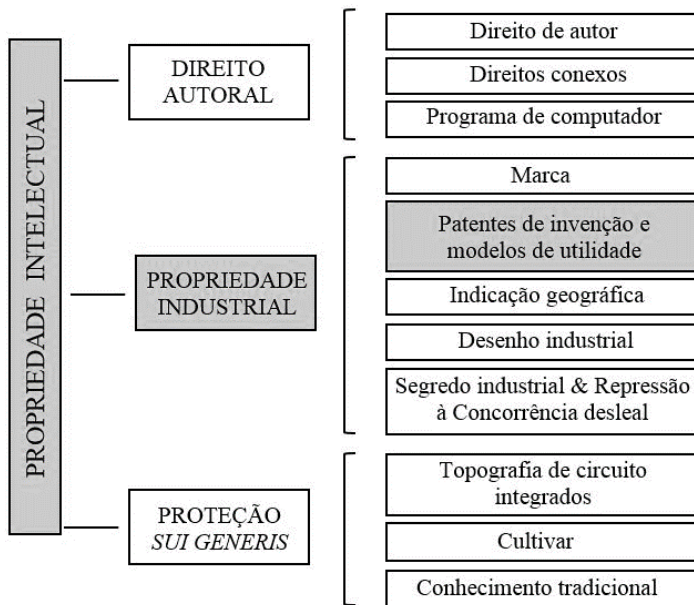 PROPRIEDADE INTELECTUAL
DIREITO
AUTORAL
Direito de autor
Direitos conexos
Programa de computador
PROPRIEDADE
INDUSTRIAL
Marca
Patentes de invenção e
modelos de utilidade
Indicação geográfica
Desenho industrial
Segredo industrial & Repressão
à Concorrência desleal
PROTEÇÃO
SUI GENERIS
Topografia de circuito
integrados
Cultivar
Conhecimento tradicional